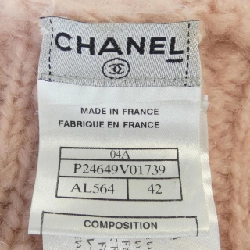 CHANEL
MADE IN FRANCE
FABRIQUE EN FRANCE
04A
P24649V01739
AL564 42
COMPOSITION